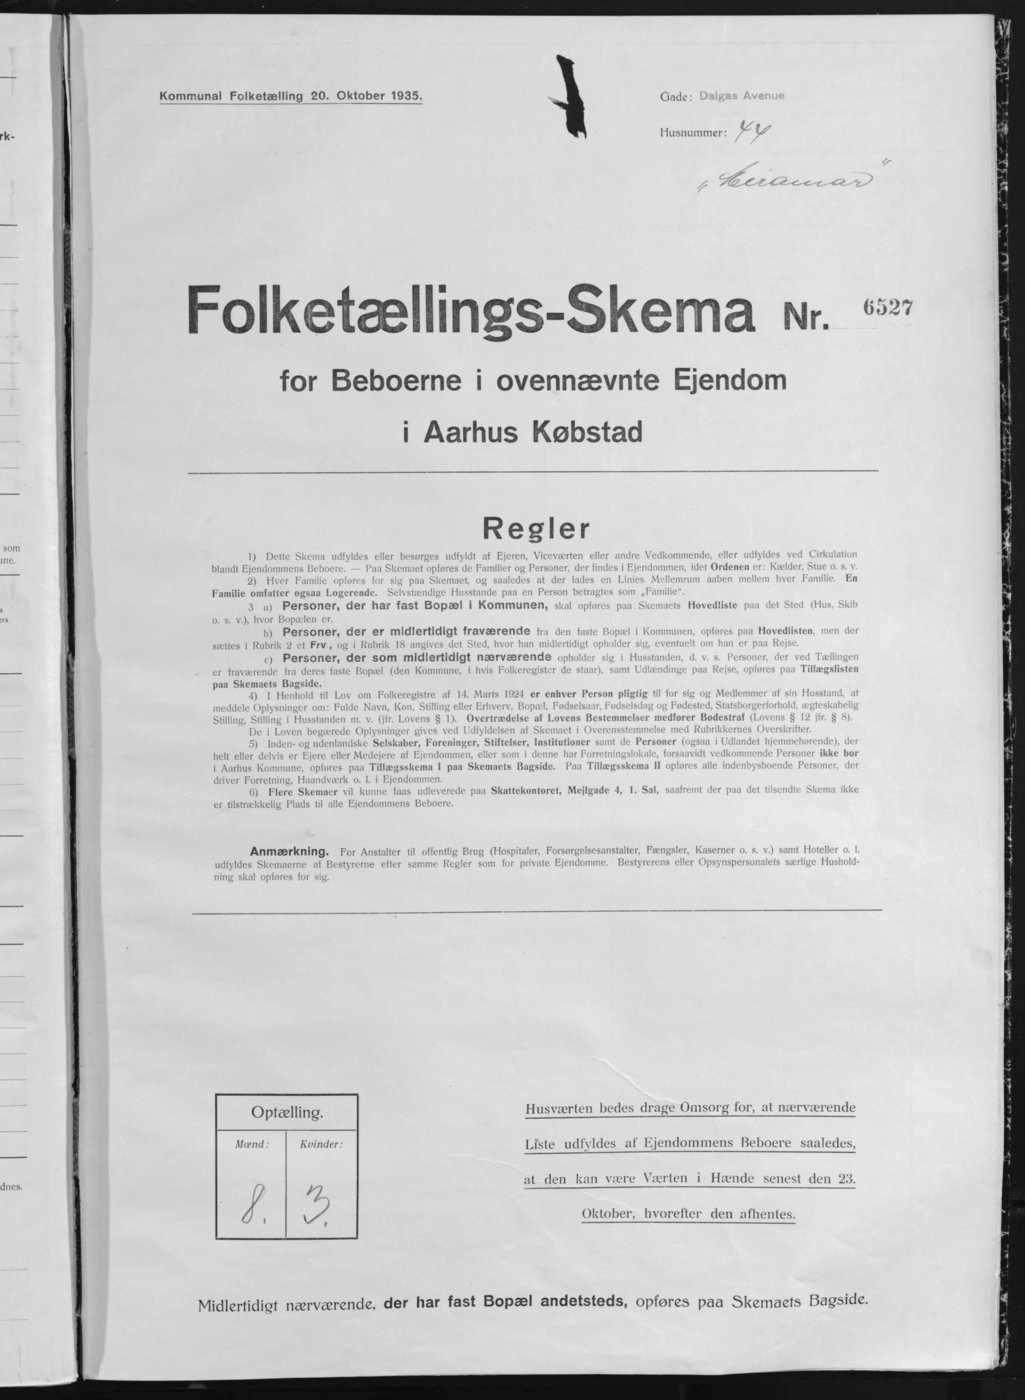 Kommunal Folketælling 20. Oktober 1935.
Gade: Dalgas Avenue
Husnummer: 44
„Miramar”
Folketællings-Skema Nr. 6527
for Beboerne i ovennævnte Ejendom
i Aarhus Købstad
Regler
1) Dette Skema udfyldes eller besørges udfyldt af Ejeren, Viceværten eller andre Vedkommende, eller udfyldes ved Cirkulation
blandt Ejendommens Beboere. — Paa Skemaet opføres de Familier og Personer, der findes i Ejendommen, idet Ordenen er: Kælder, Stue o. s. v.
2) Hver Familie opføres for sig paa Skemaet, og saaledes at der lades en Linies Mellemrum aaben mellem hver Familie. En
Familie omfatter ogsaa Logerende. Selvstændige Husstande paa en Person betragtes som „Familie“.
3 a) Personer, der har fast Bopæl i Kommunen, skal opføres paa Skemaets Hovedliste paa det Sted (Hus, Skib
o. s. v.), hvor Bopælen er.
b) Personer, der er midlertidigt fraværende fra den faste Bopæl i Kommunen, opføres paa Hovedlisten, men der
sættes i Rubrik 2 et Frv., og i Rubrik 18 angives det Sted, hvor han midlertidigt opholder sig, eventuelt om han er paa Rejse.
c) Personer, der som midlertidigt nærværende opholder sig i Husstanden, d. v. s. Personer, der ved Tællingen
er fraværende fra deres faste Bopæl (den Kommune, i hvis Folkeregister de staar), samt Udlændinge paa Rejse, opføres paa Tillægslisten
paa Skemaets Bagside.
4) I Henhold til Lov om Folkeregistre af 14. Marts 1924 er enhver Person pligtig til for sig og Medlemmer af sin Husstand, at
meddele Oplysninger om: Fulde Navn, Køn, Stilling eller Erhverv, Bopæl, Fødselsaar, Fødselsdag og Fødested, Statsborgerforhold, ægteskabelig
Stilling, Stilling i Husstanden m. v. (jfr. Lovens § 1). Overtrædelse af Lovens Bestemmelser medfører Bødestraf (Lovens § 12 jfr. § 8).
De i Loven begærede Oplysninger gives ved Udfyldelsen af Skemaet i Overensstemmelse med Rubrikkernes Overskrifter.
5) Inden- og udenlandske Selskaber, Foreninger, Stiftelser, Institutioner samt de Personer (ogsaa i Udlandet hjemmehørende), der
helt eller delvis er Ejere eller Medejere af Ejendommen, eller som i denne har Forretningslokale, forsaavidt vedkommende Personer ikke bor
i Aarhus Kommune, opføres paa Tillægsskema I paa Skemaets Bagside. Paa Tillægsskema II opføres alle indenbysboende Personer, der
driver Forretning, Haandværk o. l. i Ejendommen.
6) Flere Skemaer vil kunne faas udleverede paa Skattekontoret, Mejlgade 4, 1. Sal, saafremt der paa det tilsendte Skema ikke
er tilstrækkelig Plads til alle Ejendommens Beboere.
Anmærkning. For Anstalter til offentlig Brug (Hospitaler, Forsørgelsesanstalter, Fængsler, Kaserner o. s. v.) samt Hoteller o. l.
udfyldes Skemaerne af Bestyrerne efter samme Regler som for private Ejendomme. Bestyrerens eller Opsynspersonalets særlige Hushold-
ning skal opføres for sig.
Optælling.
Mænd: Kvinder:
8. 3.
Husværten bedes drage Omsorg for, at nærværende
Liste udfyldes af Ejendommens Beboere saaledes,
at den kan være Værten i Hænde senest den 23.
Oktober, hvorefter den afhentes.
Midlertidigt nærværende, der har fast Bopæl andetsteds, opføres paa Skemaets Bagside.
rk-
som
ine.
dnes.